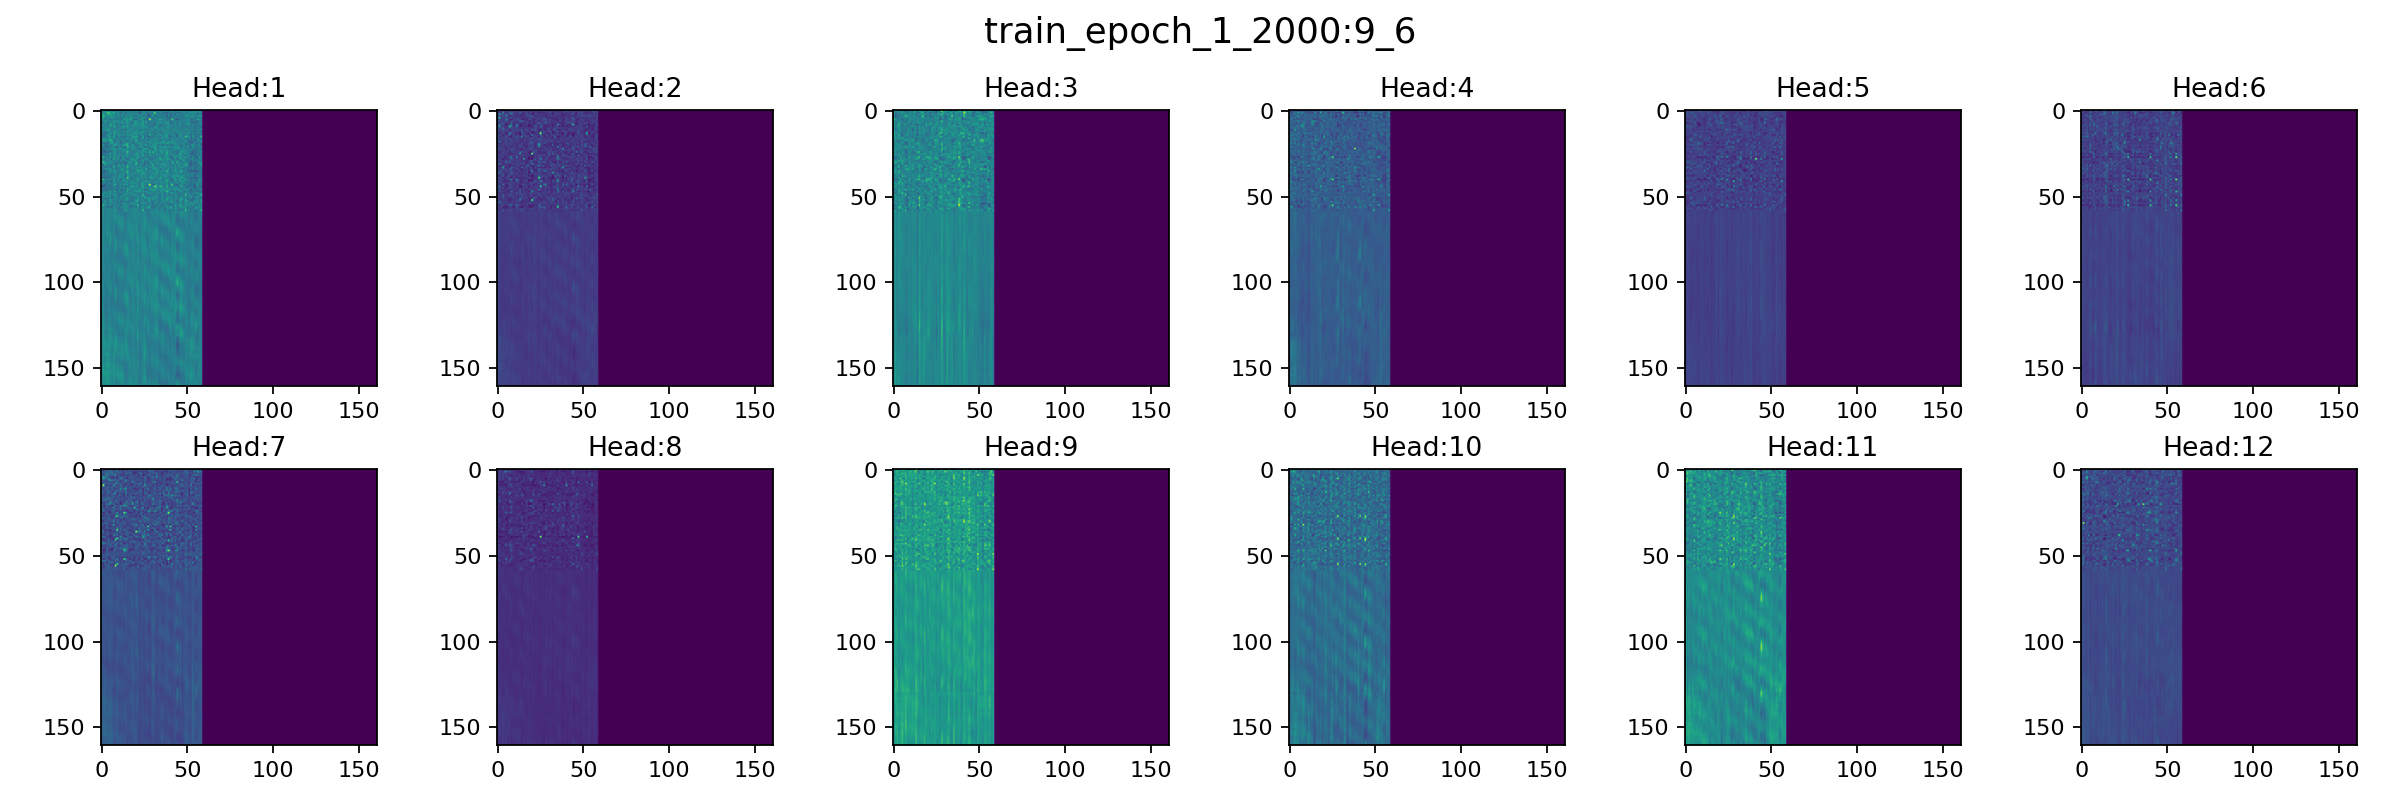 train_epoch_1_2000:9_6
Head:1 Head:2 Head:3 Head:4 Head:5 Head:6
0 0 0 0 0 0
50 50 50 50 50 50
100 100 100 100 100 100
150 150 150 150 150 150
0 50 100 150 0 50 100 150 0 50 100 150 0 50 100 150 0 50 100 150 0 50 100 150
Head:7 Head:8 Head:9 Head:10 Head:11 Head:12
0 0 0 0 0 0
50 50 50 50 50 50
100 100 100 100 100 100
150 150 150 150 150 150
0 50 100 150 0 50 100 150 0 50 100 150 0 50 100 150 0 50 100 150 0 50 100 150